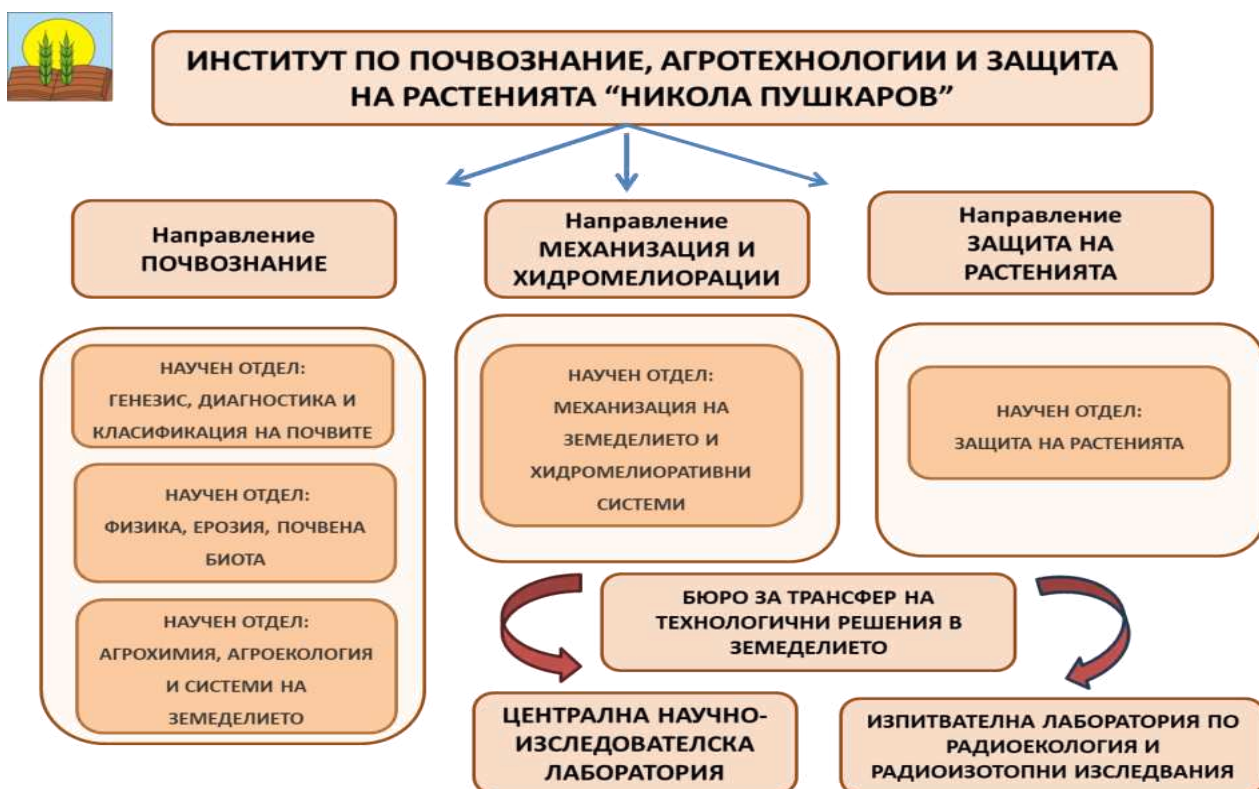 ИНСТИТУТ ПО ПОЧВОЗНАНИЕ, АГРОТЕХНОЛОГИИ И ЗАЩИТА
НА РАСТЕНИЯТА “НИКОЛА ПУШКАРОВ”
Направление
ПОЧВОЗНАНИЕ
НАУЧЕН ОТДЕЛ:
ГЕНЕЗИС, ДИАГНОСТИКА И
КЛАСИФИКАЦИЯ НА ПОЧВИТЕ
НАУЧЕН ОТДЕЛ:
ФИЗИКА, ЕРОЗИЯ, ПОЧВЕНА
БИОТА
НАУЧЕН ОТДЕЛ:
АГРОХИМИЯ, АГРОЕКОЛОГИЯ
И СИСТЕМИ НА
ЗЕМЕДЕЛИЕТО
Направление
МЕХАНИЗАЦИЯ И
ХИДРОМЕЛИОРАЦИИ
НАУЧЕН ОТДЕЛ:
МЕХАНИЗАЦИЯ НА
ЗЕМЕДЕЛИЕТО И
ХИДРОМЕЛИОРАТИВНИ
СИСТЕМИ
Направление
ЗАЩИТА НА
РАСТЕНИЯТА
НАУЧЕН ОТДЕЛ:
ЗАЩИТА НА РАСТЕНИЯТА
БЮРО ЗА ТРАНСФЕР НА
ТЕХНОЛОГИЧНИ РЕШЕНИЯ В
ЗЕМЕДЕЛИЕТО
ЦЕНТРАЛНА НАУЧНО-
ИЗСЛЕДОВАТЕЛСКА
ЛАБОРАТОРИЯ
ИЗПИТВАТЕЛНА ЛАБОРАТОРИЯ ПО
РАДИОЕКОЛОГИЯ И
РАДИОИЗОТОПНИ ИЗСЛЕДВАНИЯ